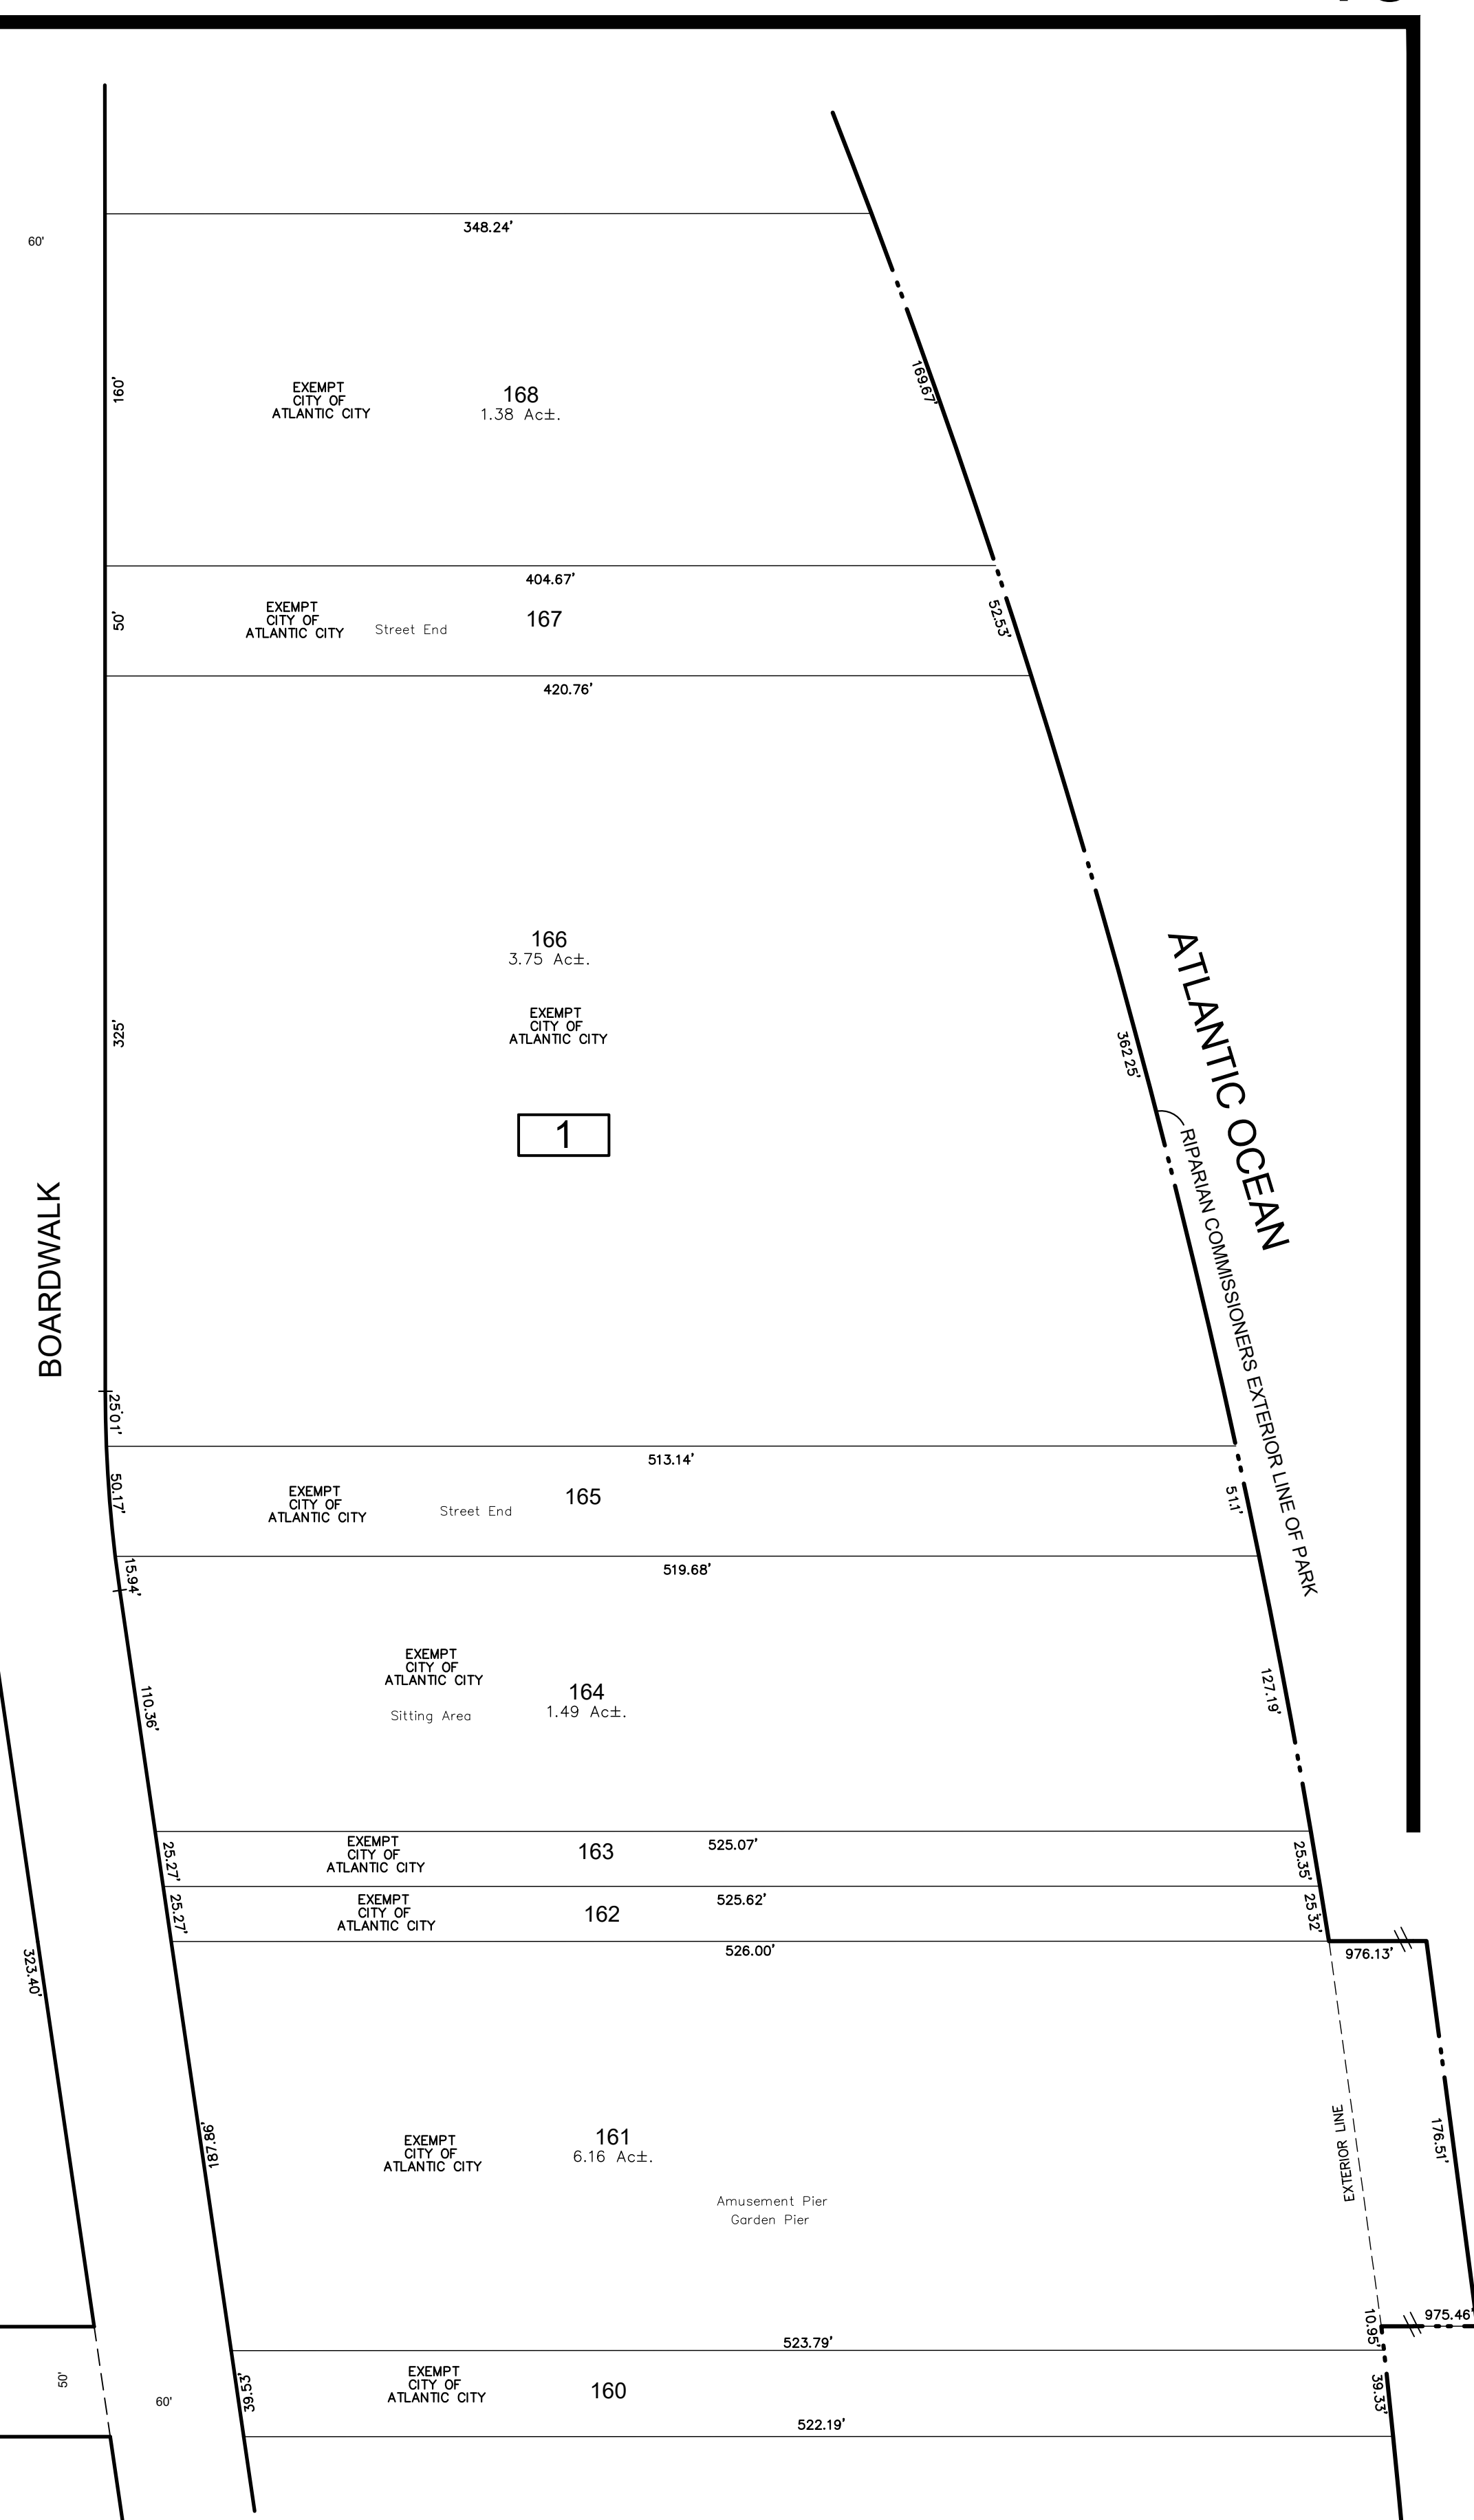 348.24'
60'
160'
EXEMPT
CITY OF
ATLANTIC CITY
168
1.38 Ac±.
169.67'
404.67'
50'
EXEMPT
CITY OF
ATLANTIC CITY
Street End
167
52.53'
420.76'
166
3.75 Ac±.
EXEMPT
CITY OF
ATLANTIC CITY
325'
362.25'
1
ATLANTIC OCEAN
RIPARIAN COMMISSIONERS EXTERIOR LINE OF PARK
BOARDWALK
25.01'
513.14'
50.17'
EXEMPT
CITY OF
ATLANTIC CITY
Street End
165
51.1'
519.68'
15.94'
EXEMPT
CITY OF
ATLANTIC CITY
Sitting Area
164
1.49 Ac±.
110.36'
127.19'
25.27'
EXEMPT
CITY OF
ATLANTIC CITY
163
525.07'
25.35'
25.27'
EXEMPT
CITY OF
ATLANTIC CITY
162
525.62'
25.32'
526.00'
976.13'
323.40'
187.86'
EXEMPT
CITY OF
ATLANTIC CITY
161
6.16 Ac±.
Amusement Pier
Garden Pier
EXTERIOR LINE
176.51'
10.95'
975.46'
523.79'
50'
60'
39.53'
EXEMPT
CITY OF
ATLANTIC CITY
160
39.33'
522.19'